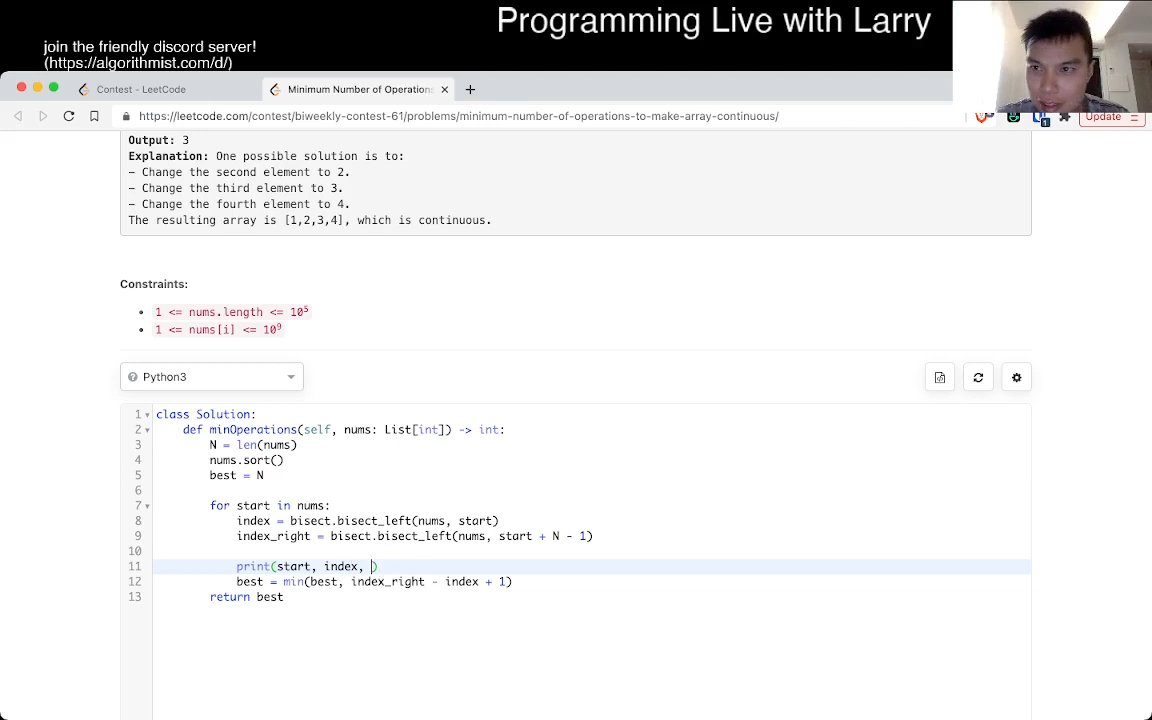 Programming Live with Larry
join the friendly discord server!
(https://algorithmist.com/d/)
Contest - LeetCode
Minimum Number of Operation
https://leetcode.com/contest/biweekly-contest-61/problems/minimum-number-of-operations-to-make-array-continuous/
1
Update
Output: 3
Explanation: One possible solution is to:
- Change the second element to 2.
- Change the third element to 3.
- Change the fourth element to 4.
The resulting array is [1,2,3,4], which is continuous.
Constraints:
1 <= nums.length <= 10⁵
1 <= nums[i] <= 10⁹
Python3
1 class Solution:
2 def minOperations(self, nums: List[int]) -> int:
3 N = len(nums)
4 nums.sort()
5 best = N
6
7 for start in nums:
8 index = bisect.bisect_left(nums, start)
9 index_right = bisect.bisect_left(nums, start + N - 1)
10
11 print(start, index, )
12 best = min(best, index_right - index + 1)
13 return best